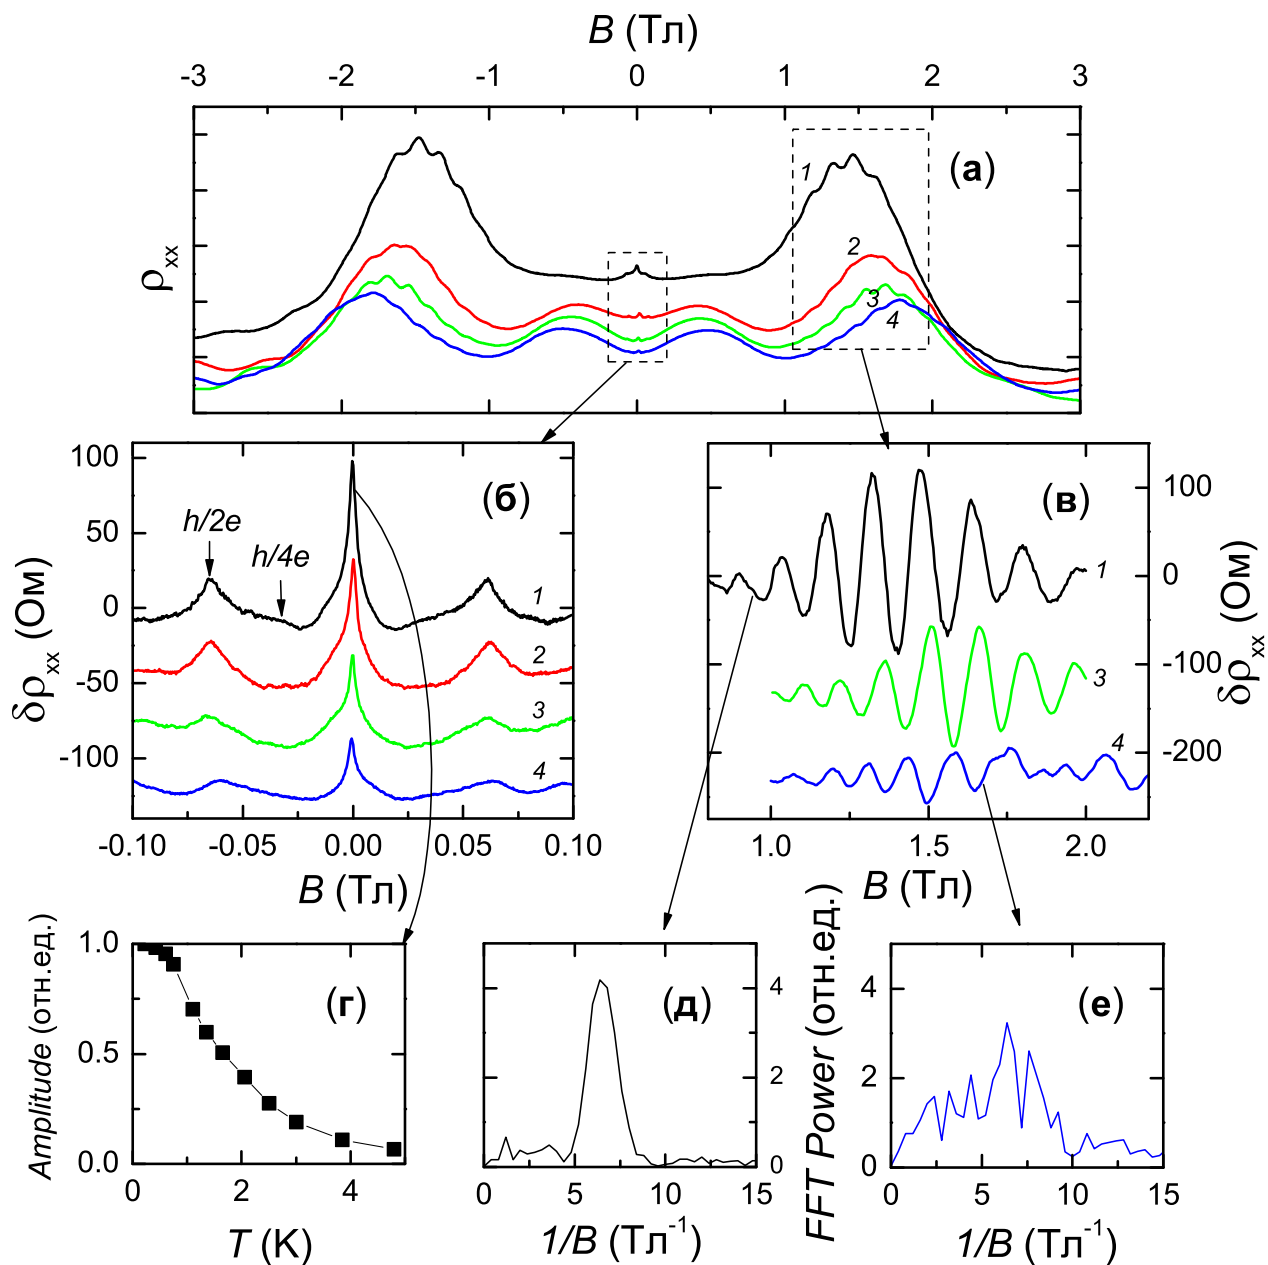 B (Тл)
-3 -2 -1 0 1 2 3
ρxx
(а)
1
2
3
4
100
50
0
-50
-100
δρxx (Ом)
(б)
h/2e
h/4e
1
2
3
4
-0.10 -0.05 0.00 0.05 0.10
B (Тл)
(в)
100
0
-100
-200
δρxx (Ом)
1
3
4
1.0 1.5 2.0
B (Тл)
1.0
0.5
0.0
Amplitude (отн.ед.)
(г)
0 2 4
T (K)
(д)
4
2
0
0 5 10 15
1/B (Тл⁻¹)
FFT Power (отн.ед.)
4
2
0
(е)
0 5 10 15
1/B (Тл⁻¹)